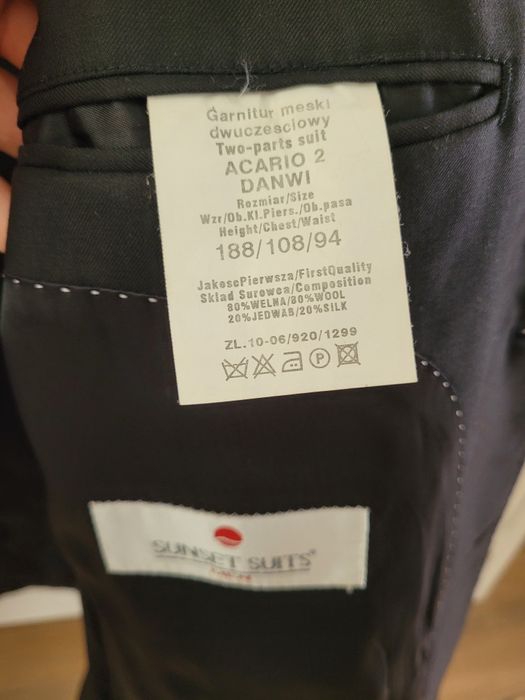 Garnitur meski
dwuczesciowy
Two-parts suit
ACARIO 2
DANWI
Rozmiar/Size
Wzr/Ob.Kl.Piers./Ob.pasa
Height/Chest/Waist
188/108/94
JakoscPierwsza/FirstQuality
Sklad Surowca/Composition
80%WELNA/80%WOOL
20%JEDWAB/20%SILK
ZL.10-06/920/1299
P
SUNSET SUITS®